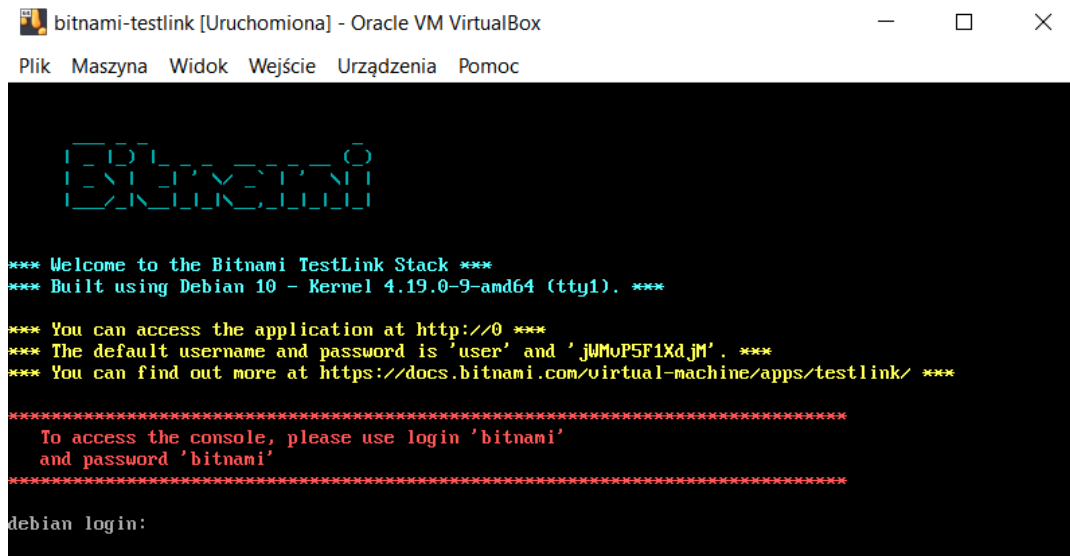 bitnami-testlink [Uruchomiona] - Oracle VM VirtualBox
Plik Maszyna Widok Wejście Urządzenia Pomoc
Bitnami
*** Welcome to the Bitnami TestLink Stack ***
*** Built using Debian 10 - Kernel 4.19.0-9-amd64 (tty1). ***
*** You can access the application at http://0 ***
*** The default username and password is 'user' and 'jWMvP5F1XdjM'. ***
*** You can find out more at https://docs.bitnami.com/virtual-machine/apps/testlink/ ***
******************************************************************************
To access the console, please use login 'bitnami'
and password 'bitnami'
******************************************************************************
debian login: